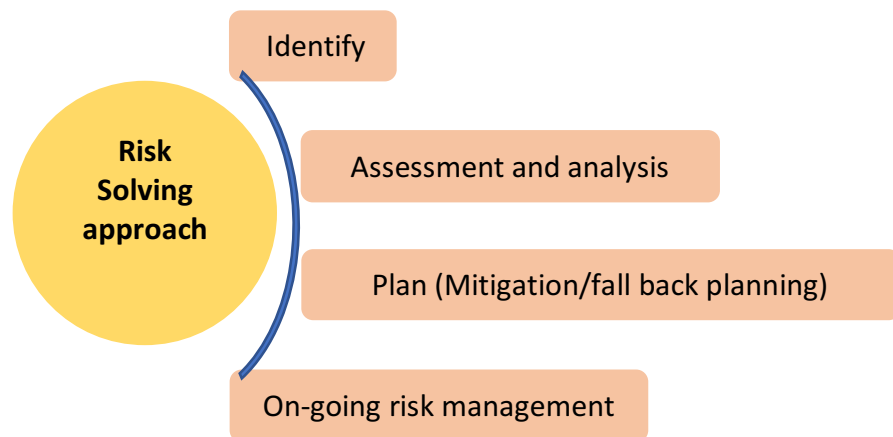 Identify
Risk
Solving
approach
Assessment and analysis
Plan (Mitigation/fall back planning)
On-going risk management